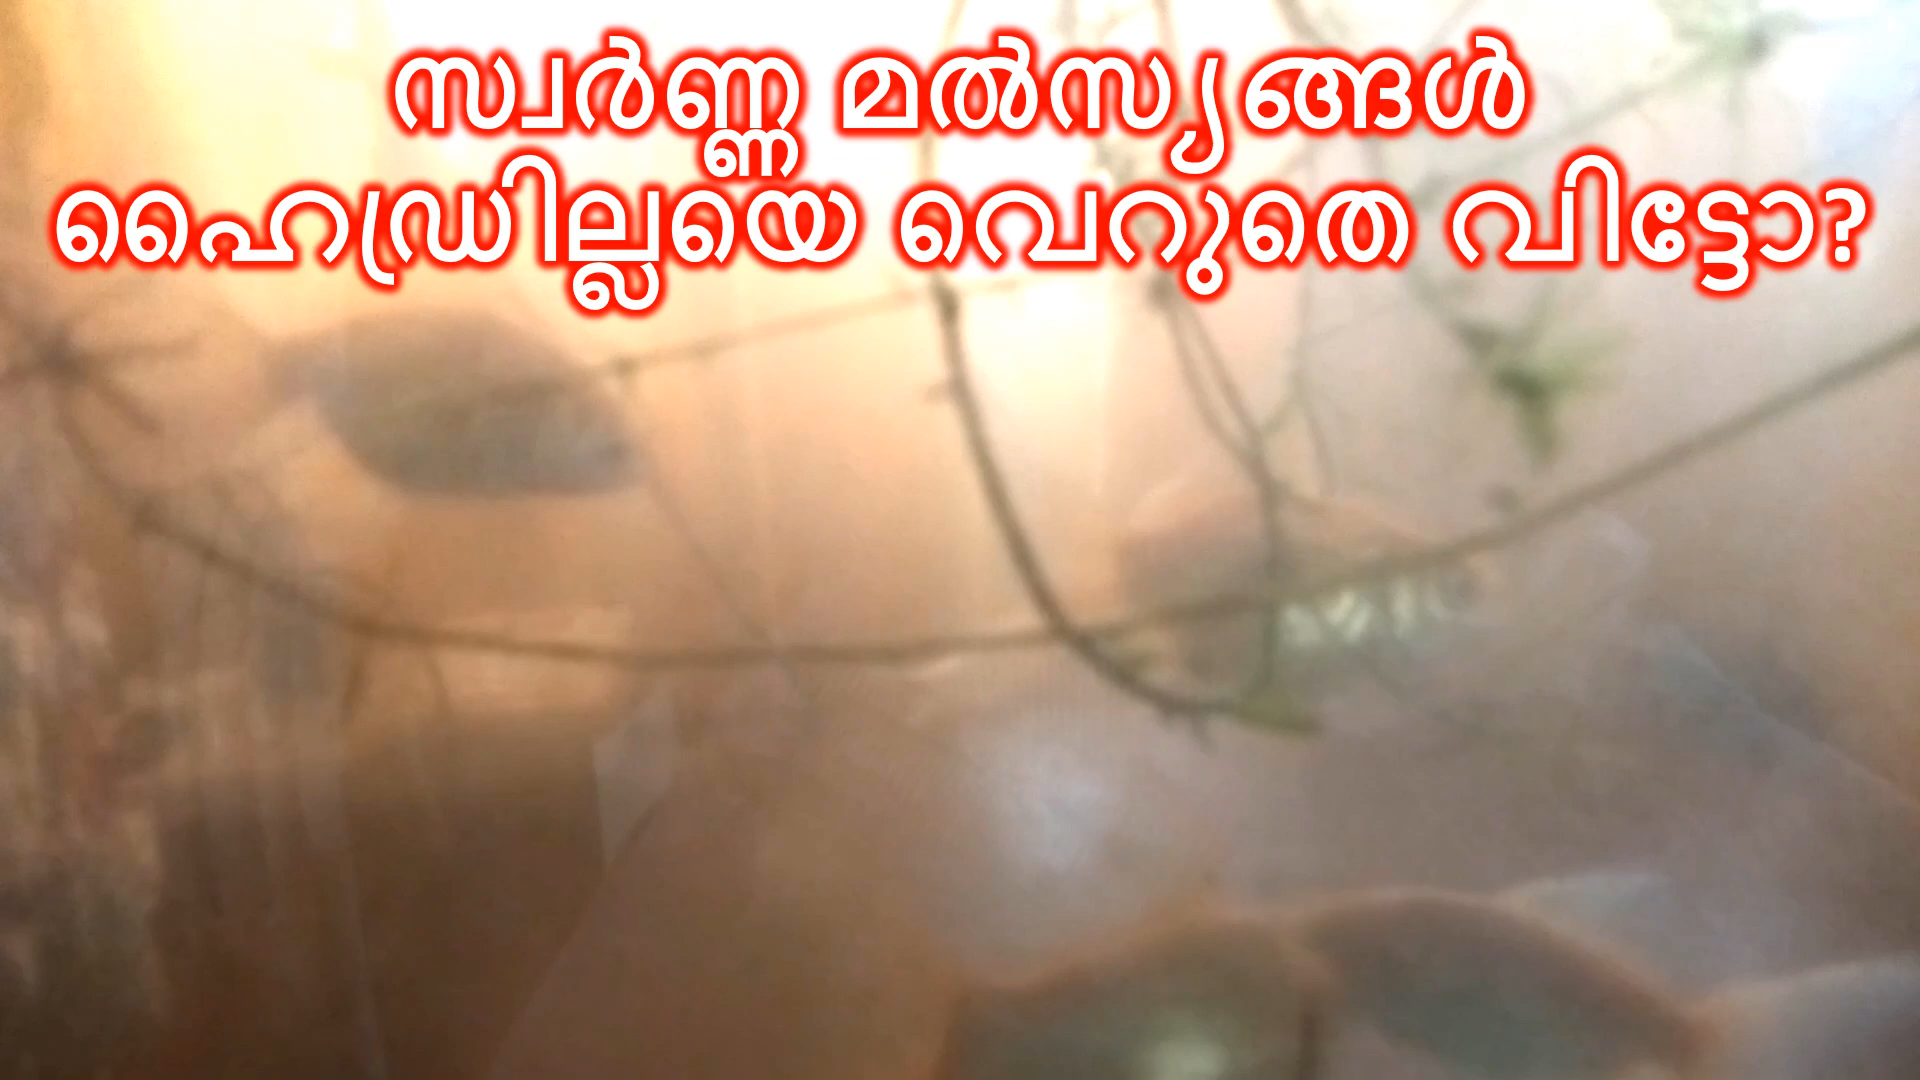 സ്വർണ്ണ മൽസ്യങ്ങൾ
ഹൈഡ്രില്ലയെ വെറുതെ വിട്ടോ?